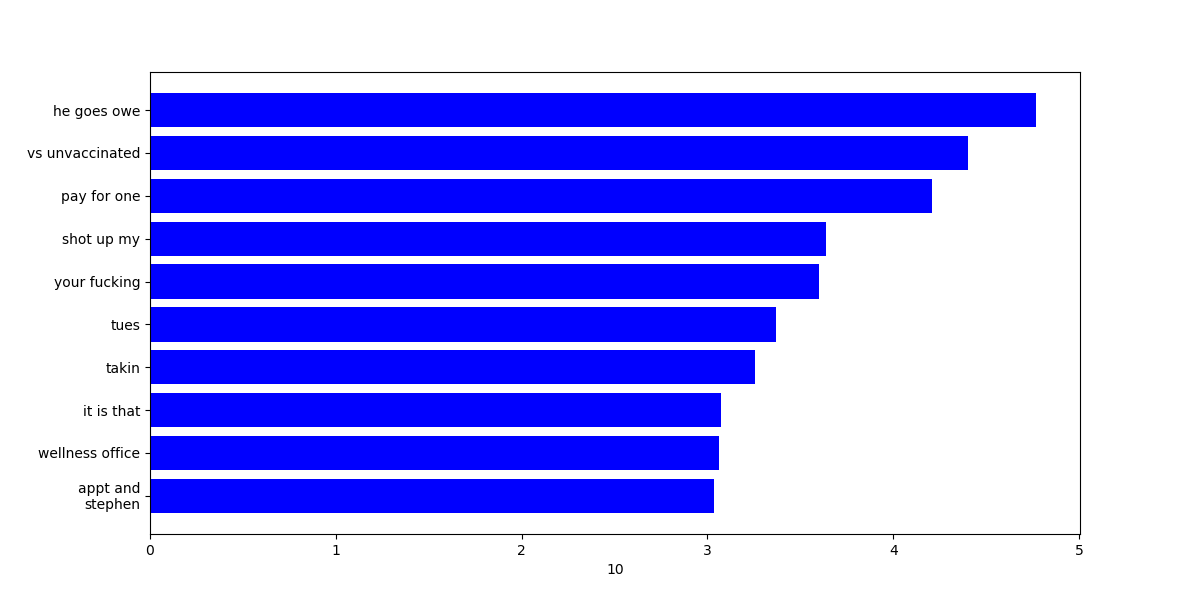 he goes owe
vs unvaccinated
pay for one
shot up my
your fucking
tues
takin
it is that
wellness office
appt and
stephen
0 1 2 3 4 5
10